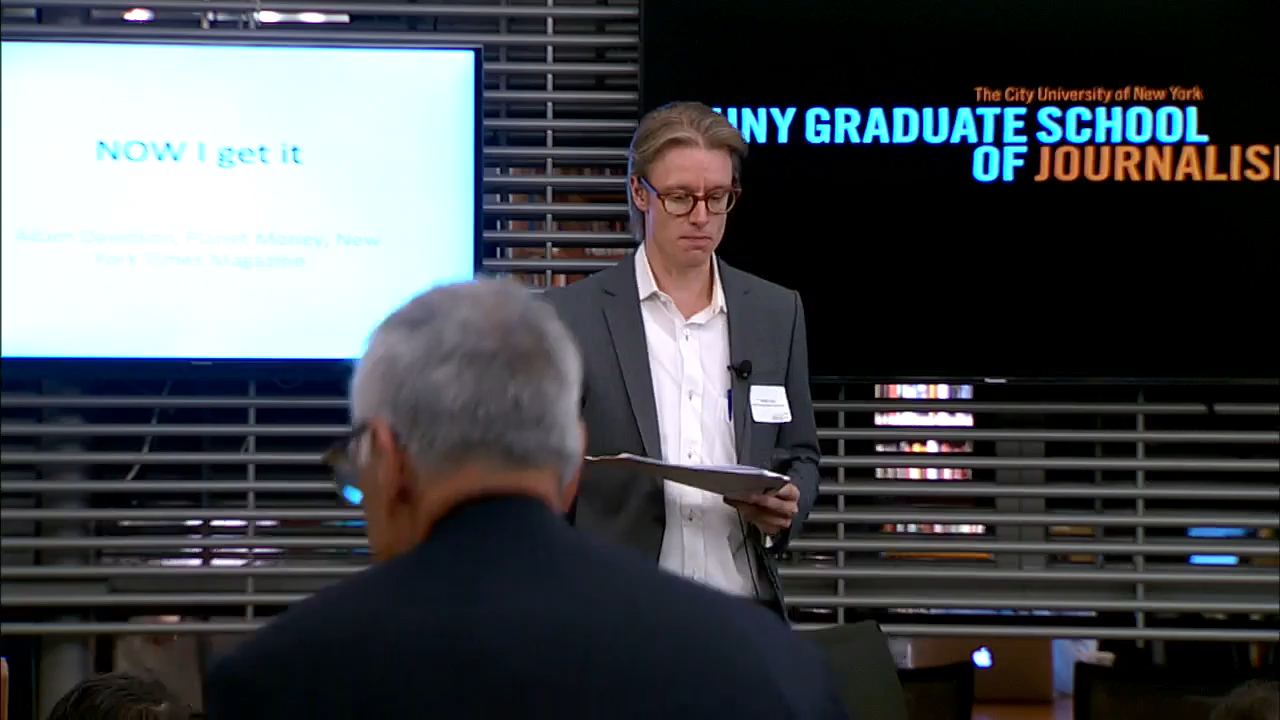 NOW I get it
Adam Davidson, Planet Money, New
York Times Magazine
The City University of New York
UNY GRADUATE SCHOOL
OF JOURNALIS